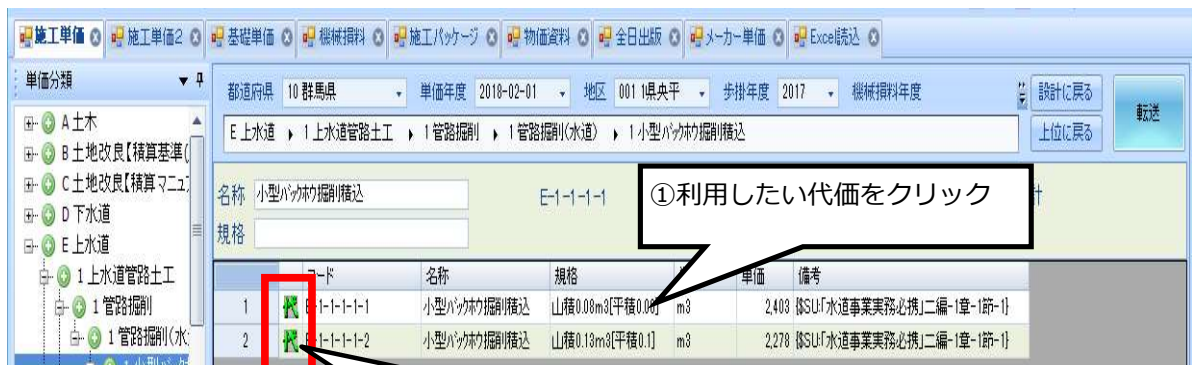 施工単価 施工単価2 基礎単価 機械損料 施工パッケージ 物価資料 全日出版 メーカー単価 Excel読込
単価分類
都道府県 10 群馬県 単価年度 2018-02-01 地区 001 1県央平 歩掛年度 2017 機械損料年度 設計に戻る
転送
E 上水道 1 上水道管路土工 1 管路掘削 1 管路掘削(水道) 1 小型バックホウ掘削積込 上位に戻る
A 土木
B 土地改良【積算基準(
C 土地改良【積算マニュア
D 下水道
E 上水道
1 上水道管路土工
1 管路掘削
1 管路掘削(水
名称 小型バックホウ掘削積込 E-1-1-1-1
規格
①利用したい代価をクリック
コード 名称 規格 単価 備考
1 E-1-1-1-1-1 小型バックホウ掘削積込 山積0.08m3[平積0.06] m3 2,403 {$SU:「水道事業実務必携」二編-1章-1節-1}
2 E-1-1-1-1-2 小型バックホウ掘削積込 山積0.13m3[平積0.1] m3 2,278 {$SU:「水道事業実務必携」二編-1章-1節-1}